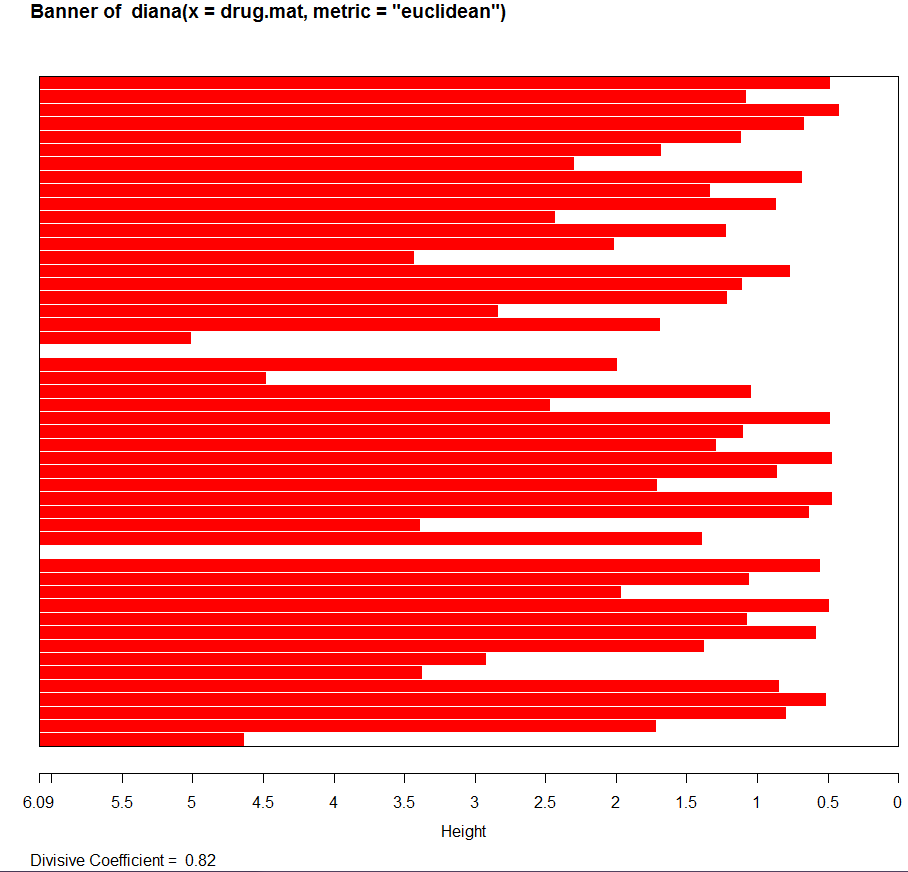 Banner of  diana(x = drug.mat, metric = "euclidean")
6.09 5.5 5 4.5 4 3.5 3 2.5 2 1.5 1 0.5 0
Height
Divisive Coefficient =  0.82